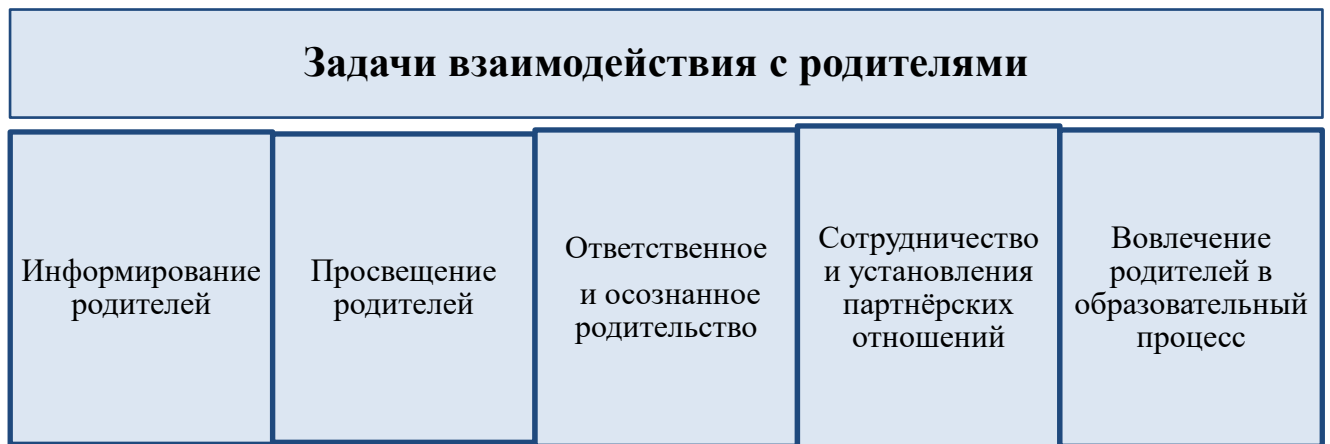 Задачи взаимодействия с родителями
Информирование
родителей
Просвещение
родителей
Ответственное
и осознанное
родительство
Сотрудничество
и установления
партнёрских
отношений
Вовлечение
родителей в
образовательный
процесс